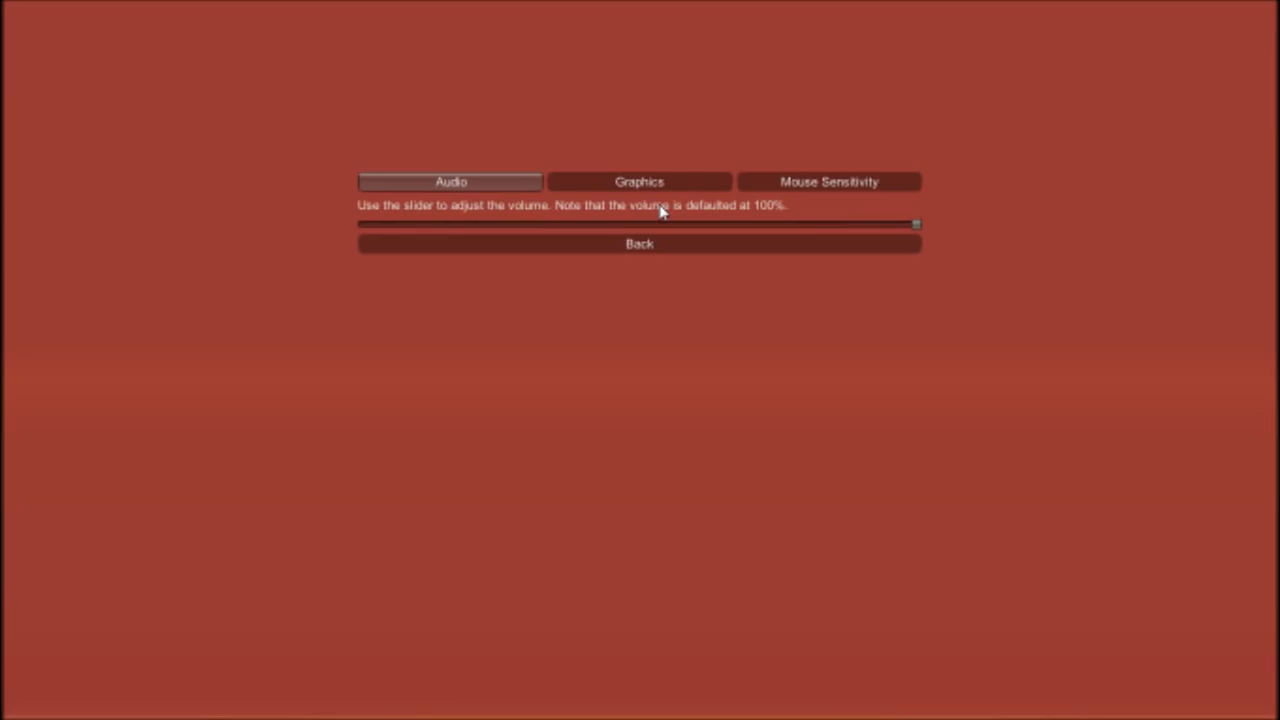 Audio Graphics Mouse Sensitivity
Use the slider to adjust the volume. Note that the volume is defaulted at 100%.
Back